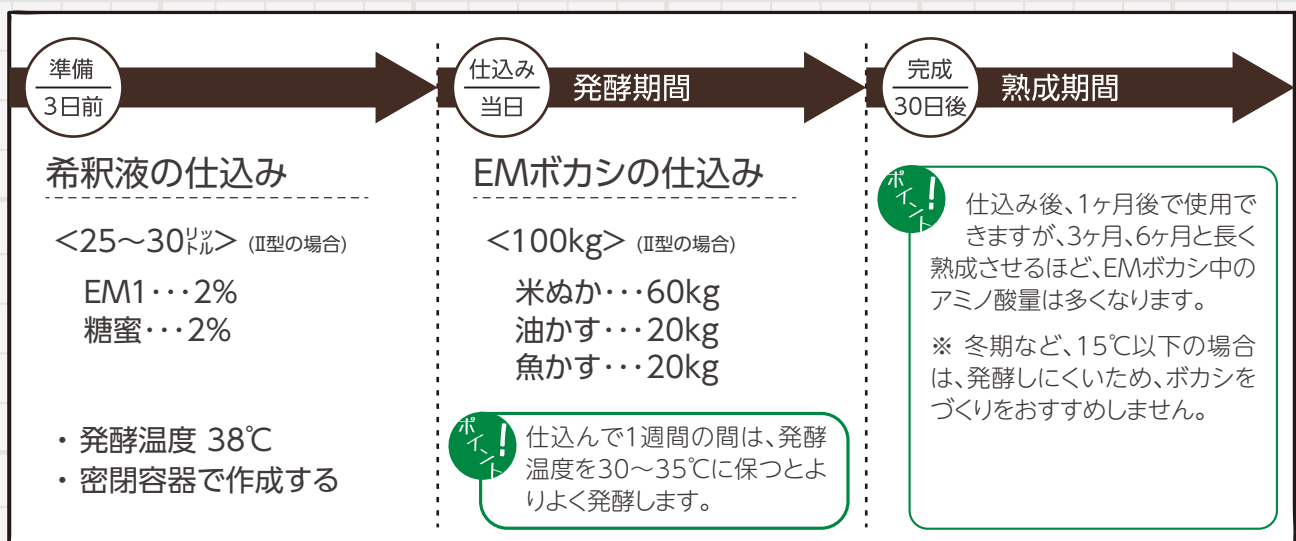 準備
3日前
希釈液の仕込み
<25～30㍑> (Ⅱ型の場合)
EM1･･･2%
糖蜜･･･2%
・ 発酵温度 38℃
・ 密閉容器で作成する
仕込み
当日
発酵期間
EMボカシの仕込み
<100kg> (Ⅱ型の場合)
米ぬか･･･60kg
油かす･･･20kg
魚かす･･･20kg
ポイント!
仕込んで1週間の間は、発酵
温度を30～35℃に保つとよ
りよく発酵します。
完成
30日後
熟成期間
ポイント!
仕込み後、1ヶ月後で使用で
きますが、3ヶ月、6ヶ月と長く
熟成させるほど、EMボカシ中の
アミノ酸量は多くなります。
※ 冬期など、15℃以下の場合
は、発酵しにくいため、ボカシを
づくりをおすすめしません。